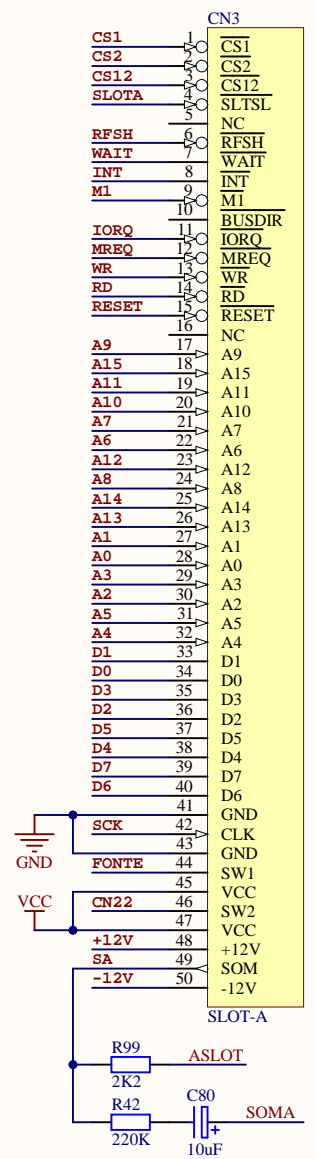 CN3
CS1 1 CS1
CS2 2 CS2
CS12 3 CS12
SLOTA 4 SLTSL
5 NC
RFSH 6 RFSH
WAIT 7 WAIT
INT 8 INT
M1 9 M1
10 BUSDIR
IORQ 11 IORQ
MREQ 12 MREQ
WR 13 WR
RD 14 RD
RESET 15 RESET
16 NC
A9 17 A9
A15 18 A15
A11 19 A11
A10 20 A10
A7 21 A7
A6 22 A6
A12 23 A12
A8 24 A8
A14 25 A14
A13 26 A13
A1 27 A1
A0 28 A0
A3 29 A3
A2 30 A2
A5 31 A5
A4 32 A4
D1 33 D1
D0 34 D0
D3 35 D3
D2 36 D2
D5 37 D5
D4 38 D4
D7 39 D7
D6 40 D6
41 GND
SCK 42 CLK
GND 43 GND
FONTE 44 SW1
45 VCC
VCC CN22 46 SW2
47 VCC
+12V 48 +12V
SA 49 SOM
-12V 50 -12V
SLOT-A
R99 ASLOT
2K2
R42 C80 SOMA
220K + 10uF